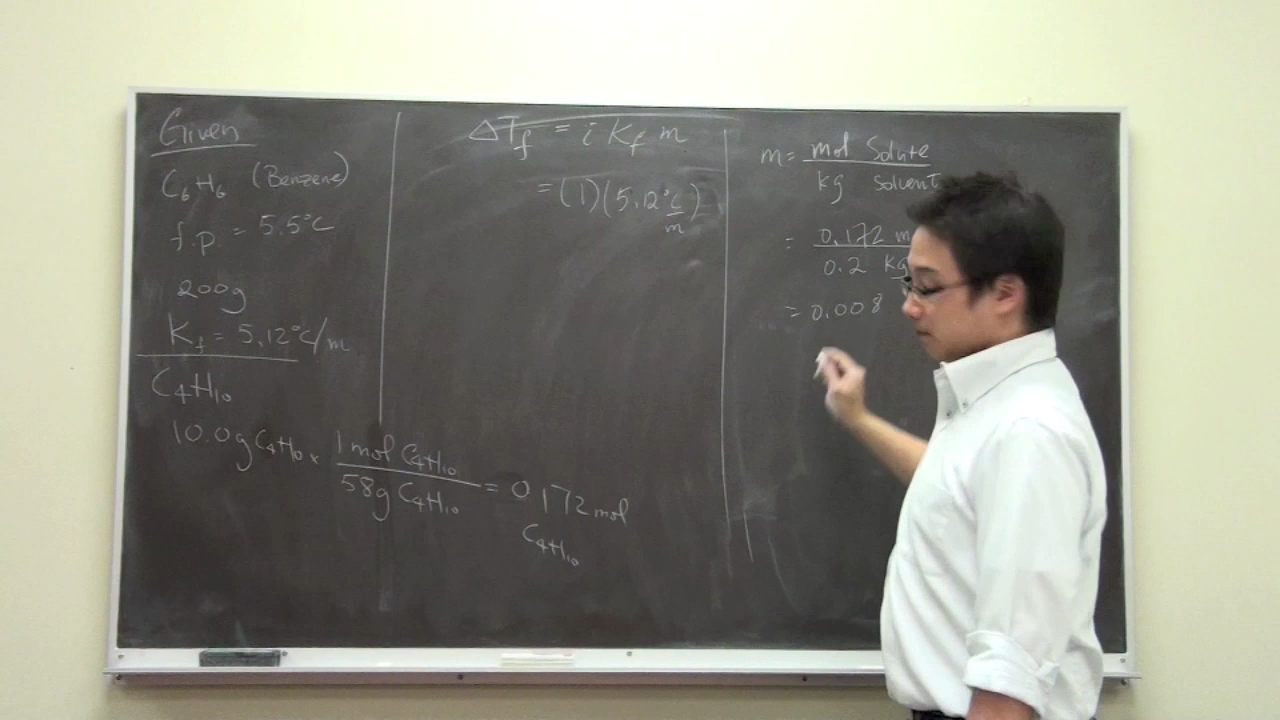 Given
C6H6 (Benzene)
f.p. = 5.5°C
200g
Kf = 5.12°C/m
C4H10
10.0g C4H10 x 1 mol C4H10
58g C4H10
= 0.172 mol
C4H10
ΔTf = i Kf m
= (1)(5.12°C/m)
m = mol Solute
kg solvent
= 0.172 m
0.2 kg
= 0.008